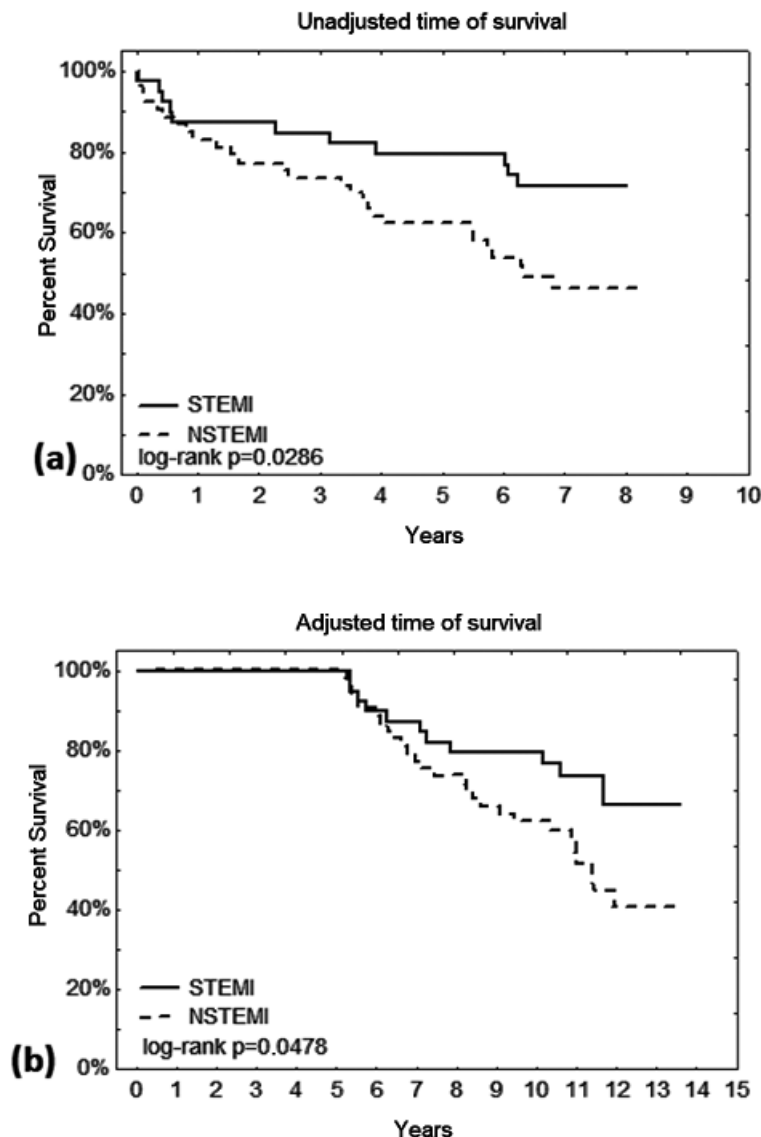 Unadjusted time of survival
100%
80%
60%
40%
20%
0%
Percent Survival
STEMI
NSTEMI
log-rank p=0.0286
(a)
0 1 2 3 4 5 6 7 8 9 10
Years
Adjusted time of survival
100%
80%
60%
40%
20%
0%
Percent Survival
STEMI
NSTEMI
log-rank p=0.0478
(b)
0 1 2 3 4 5 6 7 8 9 10 11 12 13 14 15
Years